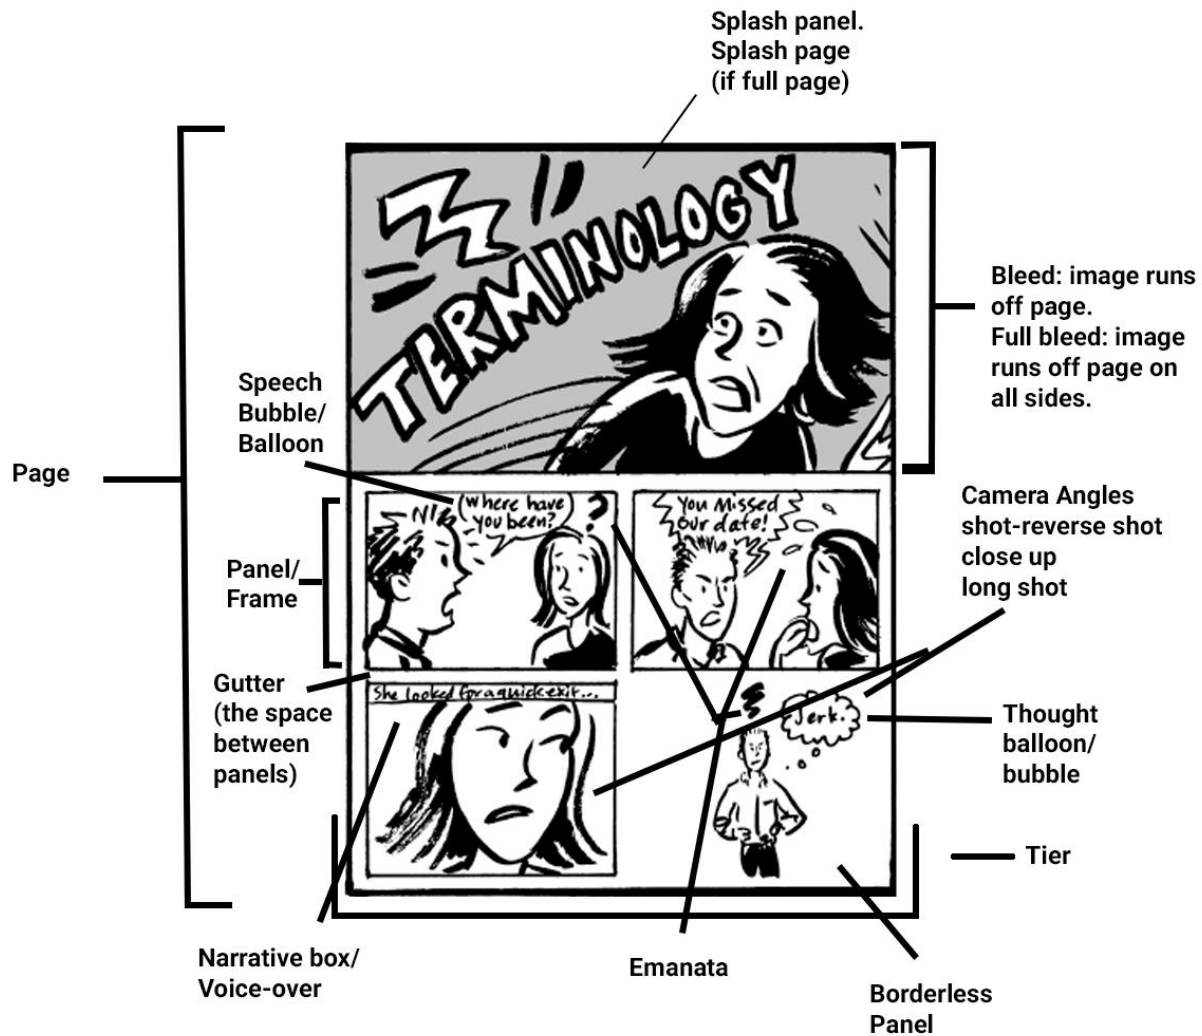 Splash panel.
Splash page
(if full page)
TERMINOLOGY
Bleed: image runs
off page.
Full bleed: image
runs off page on
all sides.
Speech
Bubble/
Balloon
Page
Where have
you been?
?
You Missed
Our date!
Camera Angles
shot-reverse shot
close up
long shot
Panel/
Frame
Gutter
(the space
between
panels)
She looked for a quick exit...
Jerk.
Thought
balloon/
bubble
Tier
Narrative box/
Voice-over
Emanata
Borderless
Panel